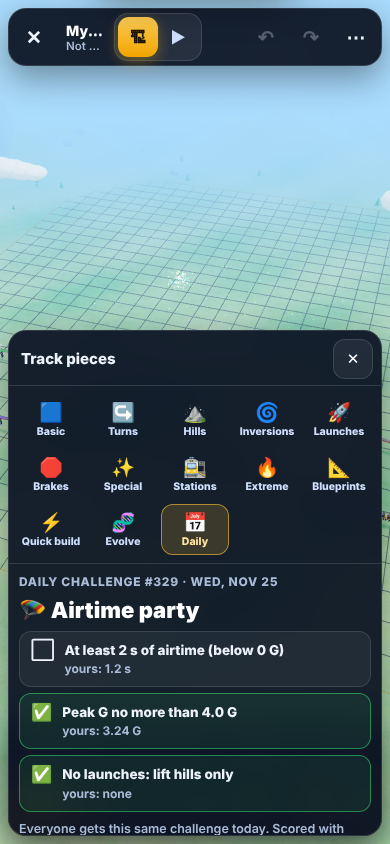 My...
Not ...
Track pieces
Basic
Turns
Hills
Inversions
Launches
Brakes
Special
Stations
Extreme
Blueprints
Quick build
Evolve
Daily
DAILY CHALLENGE #329 · WED, NOV 25
Airtime party
At least 2 s of airtime (below 0 G)
yours: 1.2 s
Peak G no more than 4.0 G
yours: 3.24 G
No launches: lift hills only
yours: none
Everyone gets this same challenge today. Scored with